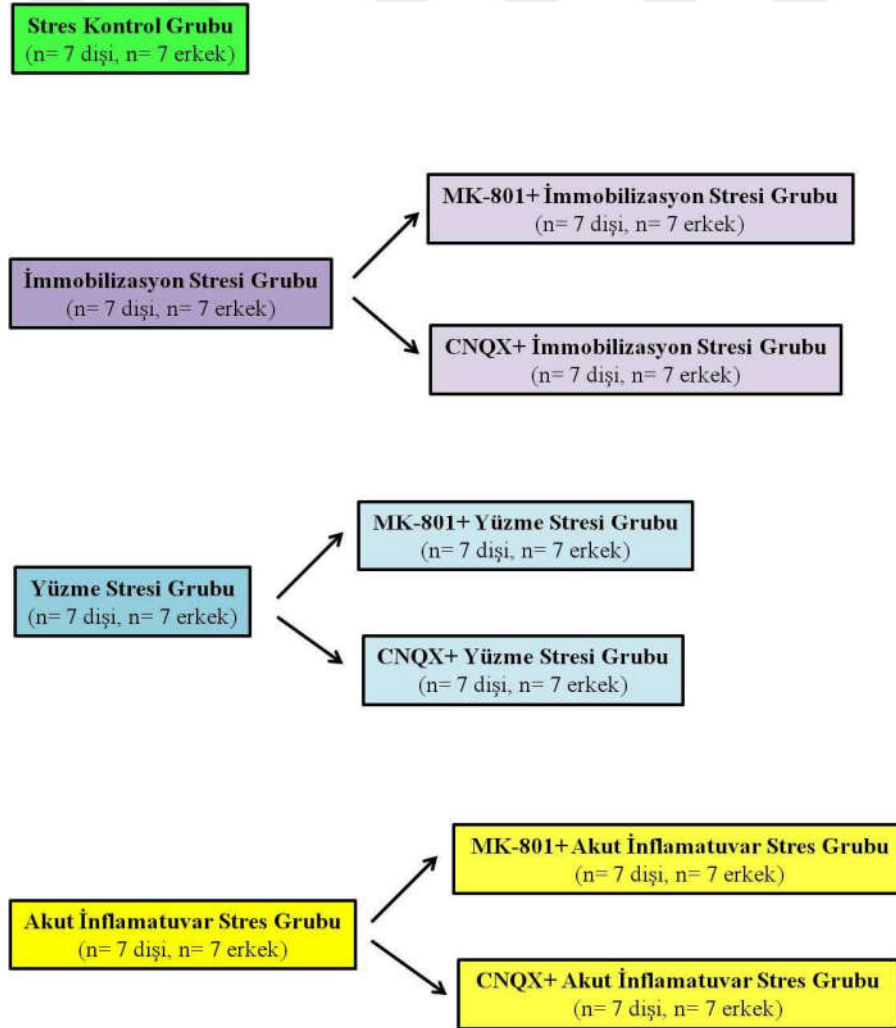 Stres Kontrol Grubu
(n= 7 dişi, n= 7 erkek)
MK-801+ İmmobilizasyon Stresi Grubu
(n= 7 dişi, n= 7 erkek)
İmmobilizasyon Stresi Grubu
(n= 7 dişi, n= 7 erkek)
CNQX+ İmmobilizasyon Stresi Grubu
(n= 7 dişi, n= 7 erkek)
MK-801+ Yüzme Stresi Grubu
(n= 7 dişi, n= 7 erkek)
Yüzme Stresi Grubu
(n= 7 dişi, n= 7 erkek)
CNQX+ Yüzme Stresi Grubu
(n= 7 dişi, n= 7 erkek)
MK-801+ Akut İnflamatuvar Stres Grubu
(n= 7 dişi, n= 7 erkek)
Akut İnflamatuvar Stres Grubu
(n= 7 dişi, n= 7 erkek)
CNQX+ Akut İnflamatuvar Stres Grubu
(n= 7 dişi, n= 7 erkek)